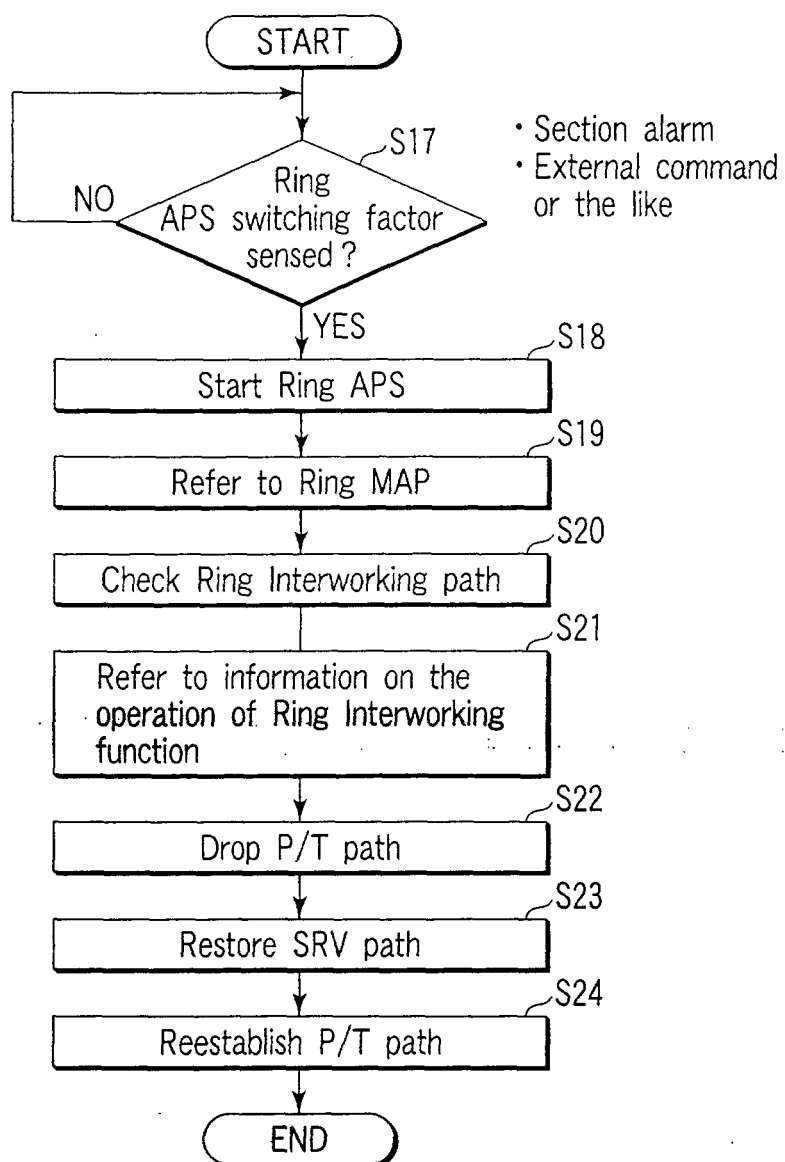 START
S17
· Section alarm
· External command
or the like
Ring
APS switching factor
sensed?
NO
YES
S18
Start Ring APS
S19
Refer to Ring MAP
S20
Check Ring Interworking path
S21
Refer to information on the
operation of Ring Interworking
function
S22
Drop P/T path
S23
Restore SRV path
S24
Reestablish P/T path
END